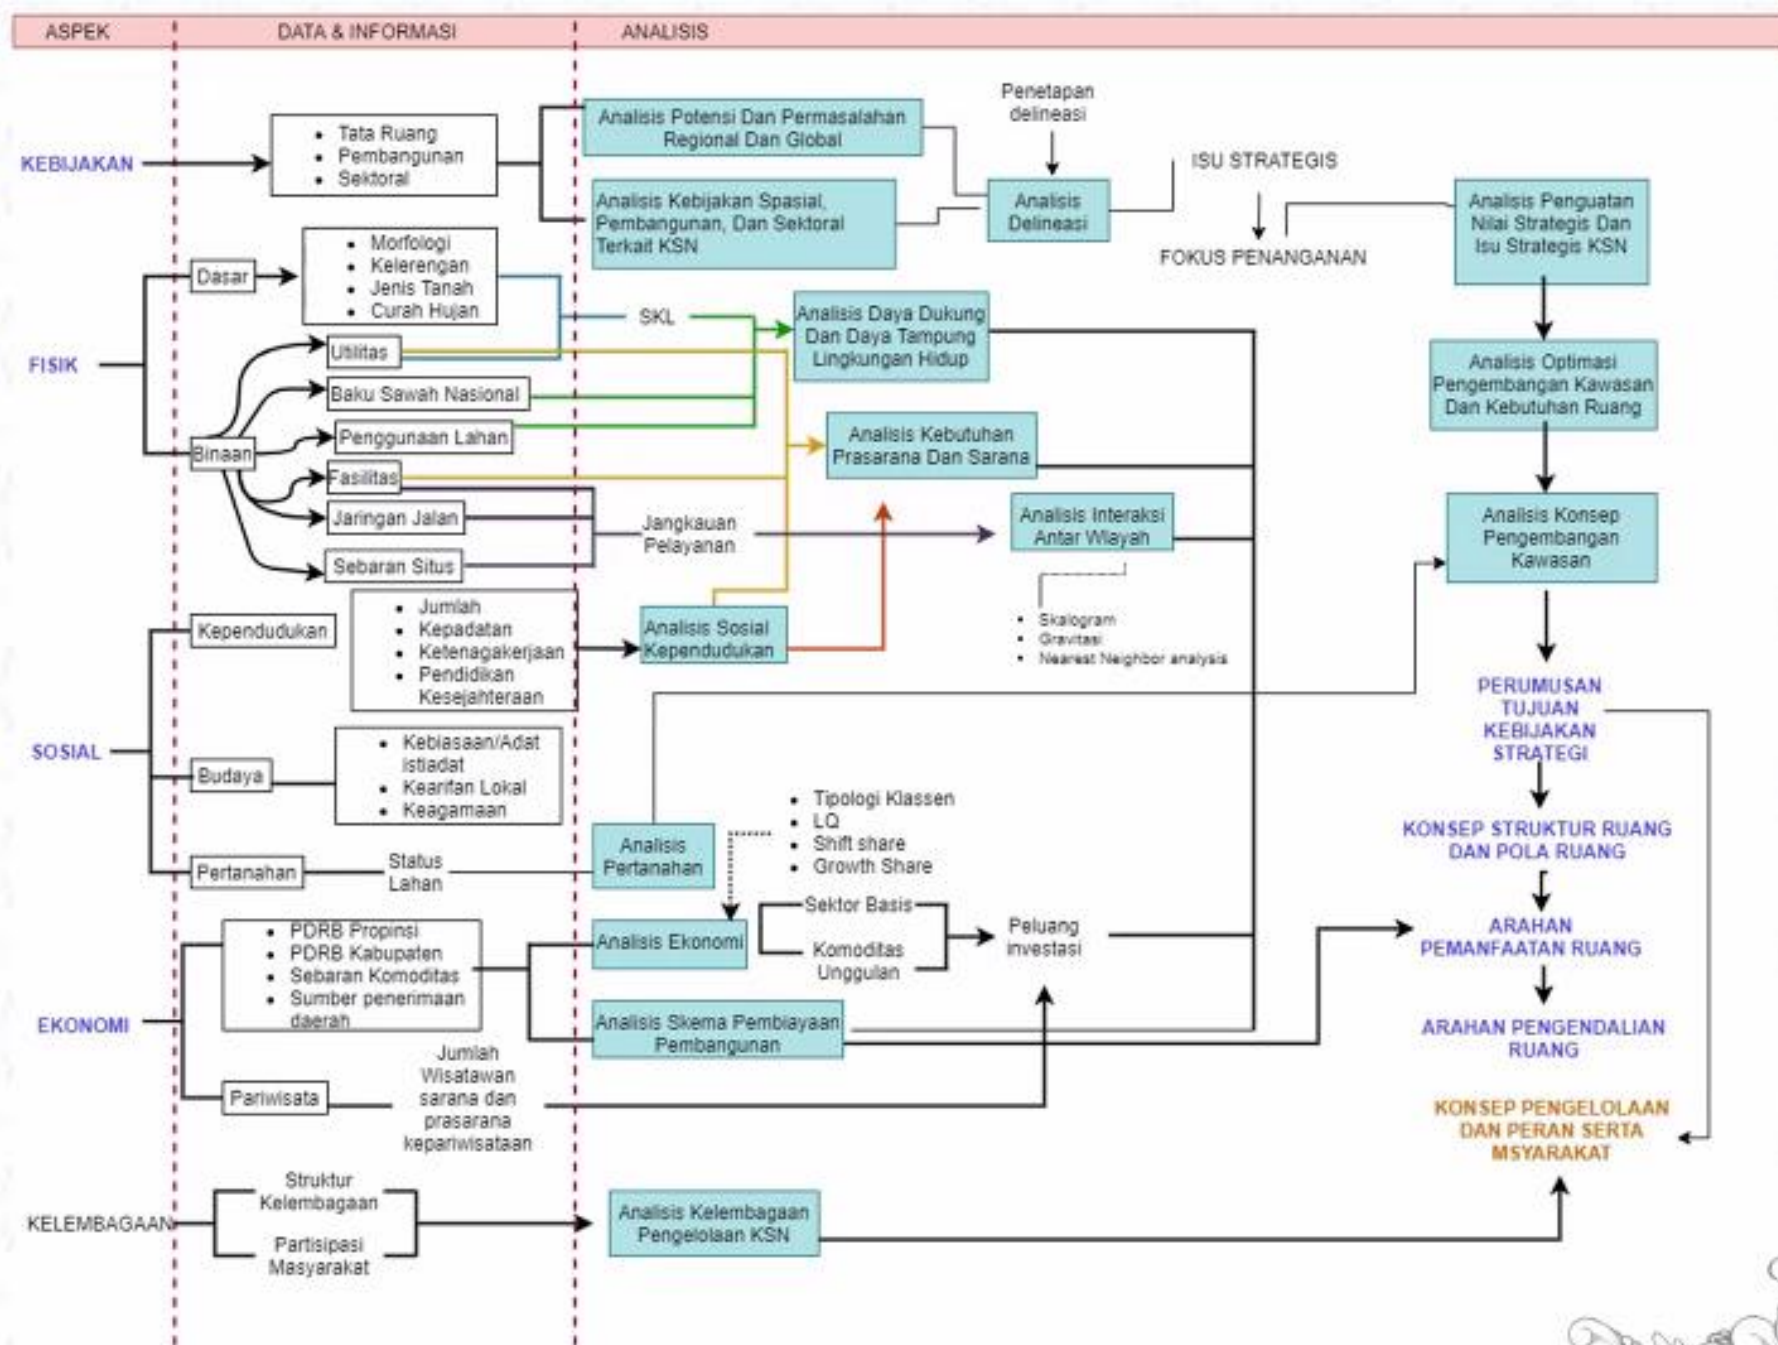 ASPEK
DATA & INFORMASI
ANALISIS
KEBIJAKAN
• Tata Ruang
• Pembangunan
• Sektoral
Analisis Potensi Dan Permasalahan
Regional Dan Global
Analisis Kebijakan Spasial,
Pembangunan, Dan Sektoral
Terkait KSN
Penetapan
delineasi
Analisis
Delineasi
ISU STRATEGIS
FOKUS PENANGANAN
Analisis Penguatan
Nilai Strategis Dan
Isu Strategis KSN
Analisis Optimasi
Pengembangan Kawasan
Dan Kebutuhan Ruang
Analisis Konsep
Pengembangan
Kawasan
FISIK
Dasar
• Morfologi
• Kelerengan
• Jenis Tanah
• Curah Hujan
Binaan
Utilitas
Baku Sawah Nasional
Penggunaan Lahan
Fasilitas
Jaringan Jalan
Sebaran Situs
SKL
Analisis Daya Dukung
Dan Daya Tampung
Lingkungan Hidup
Analisis Kebutuhan
Prasarana Dan Sarana
Jangkauan
Pelayanan
Analisis Interaksi
Antar Wlayah
• Skalogram
• Gravitasi
• Nearest Neighbor analysis
SOSIAL
Kependudukan
• Jumlah
• Kepadatan
• Ketenagakerjaan
• Pendidikan
Kesejahteraan
Analisis Sosial
Kependudukan
Budaya
• Kebiasaan/Adat
istiadat
• Kearifan Lokal
• Keagamaan
Pertanahan
Status
Lahan
Analisis
Pertanahan
EKONOMI
• PDRB Propinsi
• PDRB Kabupaten
• Sebaran Komoditas
• Sumber penerimaan
daerah
Analisis Ekonomi
• Tipologi Klassen
• LQ
• Shift share
• Growth Share
Sektor Basis
Komoditas
Unggulan
Peluang
investasi
Analisis Skema Pembiayaan
Pembangunan
Pariwisata
Jumlah
Wisatawan
sarana dan
prasarana
kepariwisataan
KELEMBAGAAN
Struktur
Kelembagaan
Partisipasi
Masyarakat
Analisis Kelembagaan
Pengelolaan KSN
PERUMUSAN
TUJUAN
KEBIJAKAN
STRATEGI
KONSEP STRUKTUR RUANG
DAN POLA RUANG
ARAHAN
PEMANFAATAN RUANG
ARAHAN PENGENDALIAN
RUANG
KONSEP PENGELOLAAN
DAN PERAN SERTA
MSYARAKAT